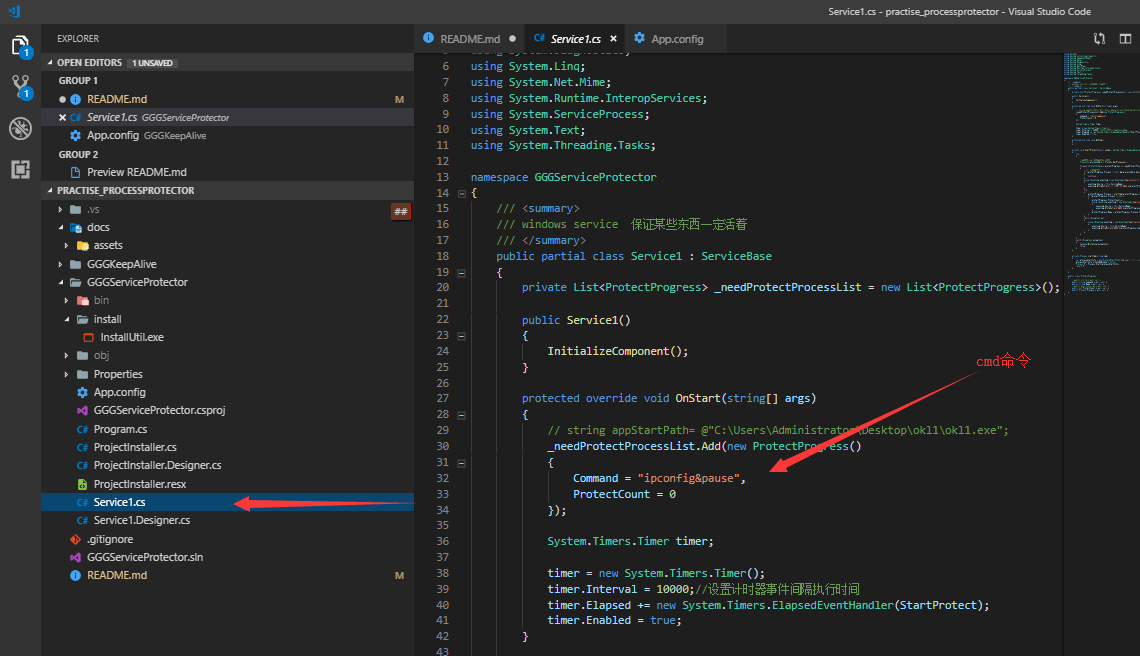 Service1.cs - practise_processprotector - Visual Studio Code
EXPLORER
OPEN EDITORS 1 UNSAVED
GROUP 1
README.md M
Service1.cs GGGServiceProtector
App.config GGGKeepAlive
GROUP 2
Preview README.md
PRACTISE_PROCESSPROTECTOR
.vs ##
docs
assets
GGGKeepAlive
GGGServiceProtector
bin
install
InstallUtil.exe
obj
Properties
App.config
GGGServiceProtector.csproj
Program.cs
ProjectInstaller.cs
ProjectInstaller.Designer.cs
ProjectInstaller.resx
Service1.cs
Service1.Designer.cs
.gitignore
GGGServiceProtector.sln
README.md M
1
1
README.md
Service1.cs
App.config
6 using System.Linq;
7 using System.Net.Mime;
8 using System.Runtime.InteropServices;
9 using System.ServiceProcess;
10 using System.Text;
11 using System.Threading.Tasks;
12
13 namespace GGGServiceProtector
14 {
15 /// <summary>
16 /// windows service 保证某些东西一定活着
17 /// </summary>
18 public partial class Service1 : ServiceBase
19 {
20 private List<ProtectProgress> _needProtectProcessList = new List<ProtectProgress>();
21
22 public Service1()
23 {
24 InitializeComponent();
25 }
26
27 protected override void OnStart(string[] args)
28 {
29 // string appStartPath= @"C:\Users\Administrator\Desktop\okl1\okl1.exe";
30 _needProtectProcessList.Add(new ProtectProgress()
31 {
32 Command = "ipconfig&pause",
33 ProtectCount = 0
34 });
35
36 System.Timers.Timer timer;
37
38 timer = new System.Timers.Timer();
39 timer.Interval = 10000;//设置计时器事件间隔执行时间
40 timer.Elapsed += new System.Timers.ElapsedEventHandler(StartProtect);
41 timer.Enabled = true;
42 }
43
cmd命令